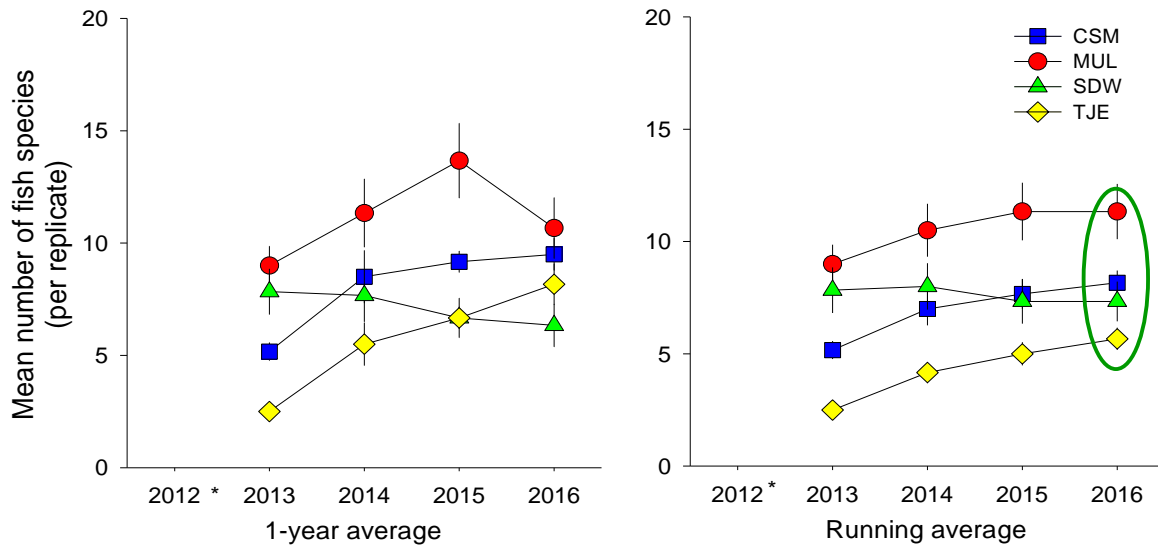 Mean number of fish species
(per replicate)
20
15
10
5
0
2012 * 2013 2014 2015 2016
1-year average
20
15
10
5
0
2012 * 2013 2014 2015 2016
Running average
CSM
MUL
SDW
TJE